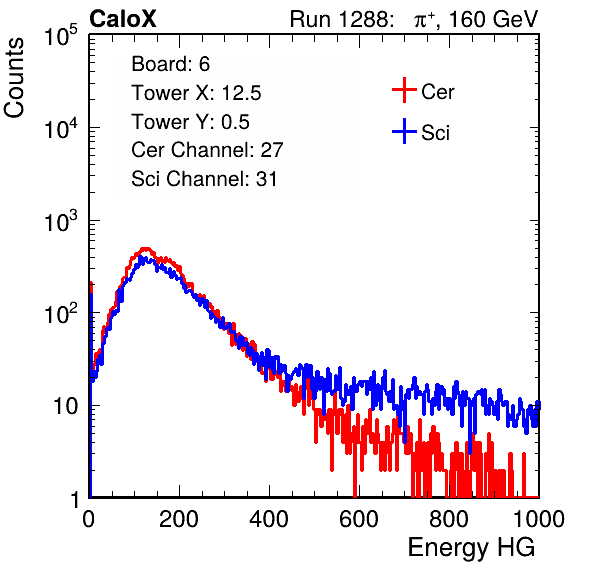 CaloX Run 1288: π⁺, 160 GeV
Counts
10⁵
10⁴
10³
10²
10
1
Board: 6
Tower X: 12.5
Tower Y: 0.5
Cer Channel: 27
Sci Channel: 31
Cer
Sci
0 200 400 600 800 1000
Energy HG